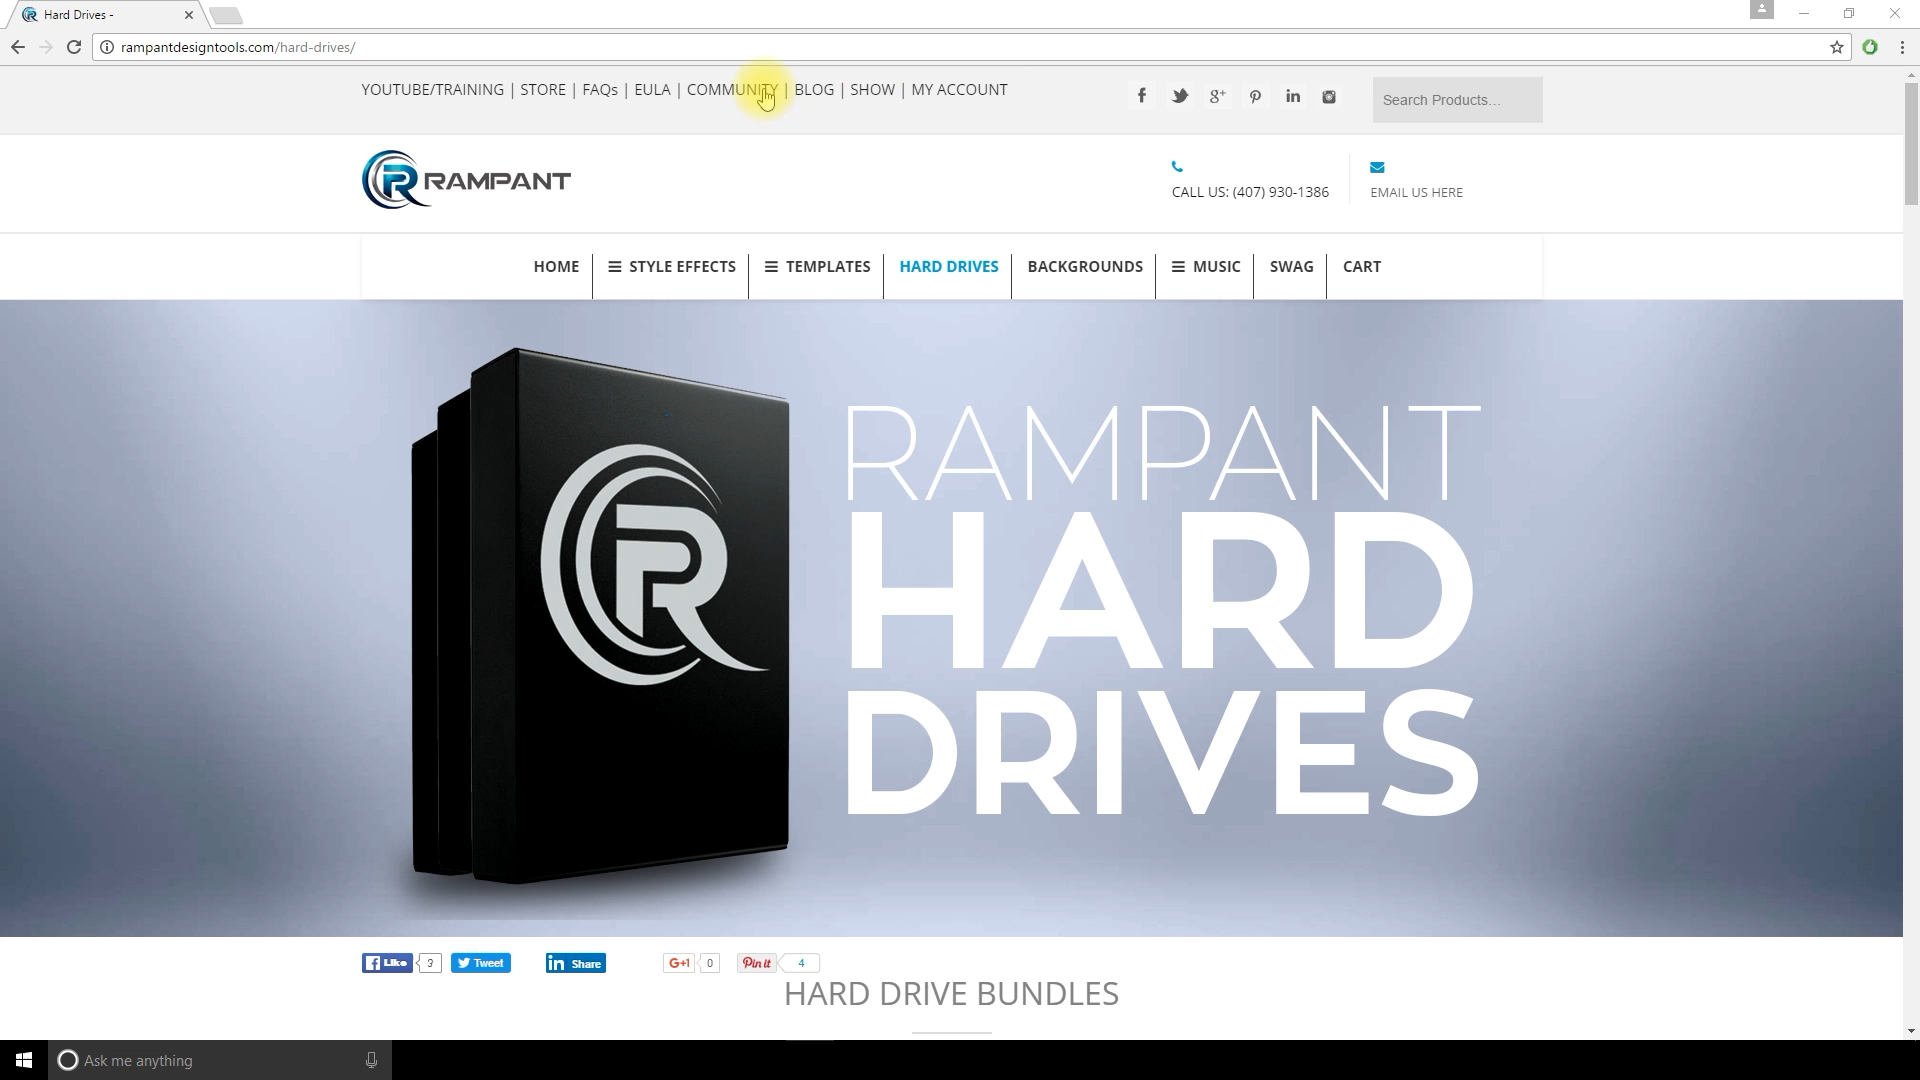 Hard Drives -
rampantdesigntools.com/hard-drives/
YOUTUBE/TRAINING | STORE | FAQs | EULA | COMMUNITY | BLOG | SHOW | MY ACCOUNT
Search Products...
RAMPANT
CALL US: (407) 930-1386
EMAIL US HERE
HOME STYLE EFFECTS TEMPLATES HARD DRIVES BACKGROUNDS MUSIC SWAG CART
RAMPANT
HARD
DRIVES
Like 3 Tweet in Share G+1 0 Pin it 4
HARD DRIVE BUNDLES
Ask me anything